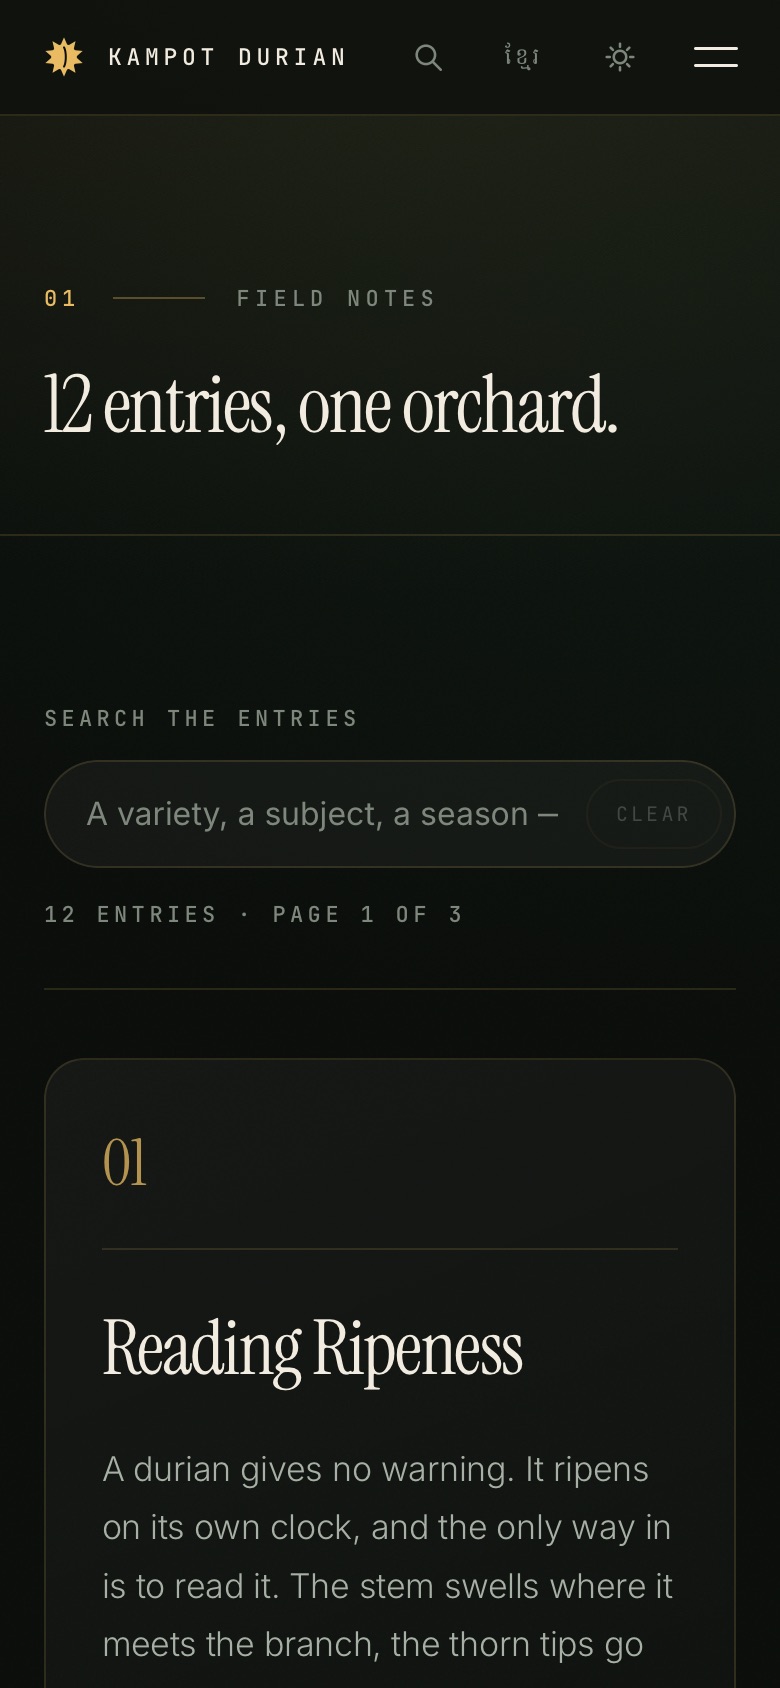 KAMPOT DURIAN
ខ្មែរ
01 FIELD NOTES
12 entries, one orchard.
SEARCH THE ENTRIES
A variety, a subject, a season —
CLEAR
12 ENTRIES · PAGE 1 OF 3
01
Reading Ripeness
A durian gives no warning. It ripens
on its own clock, and the only way in
is to read it. The stem swells where it
meets the branch, the thorn tips go